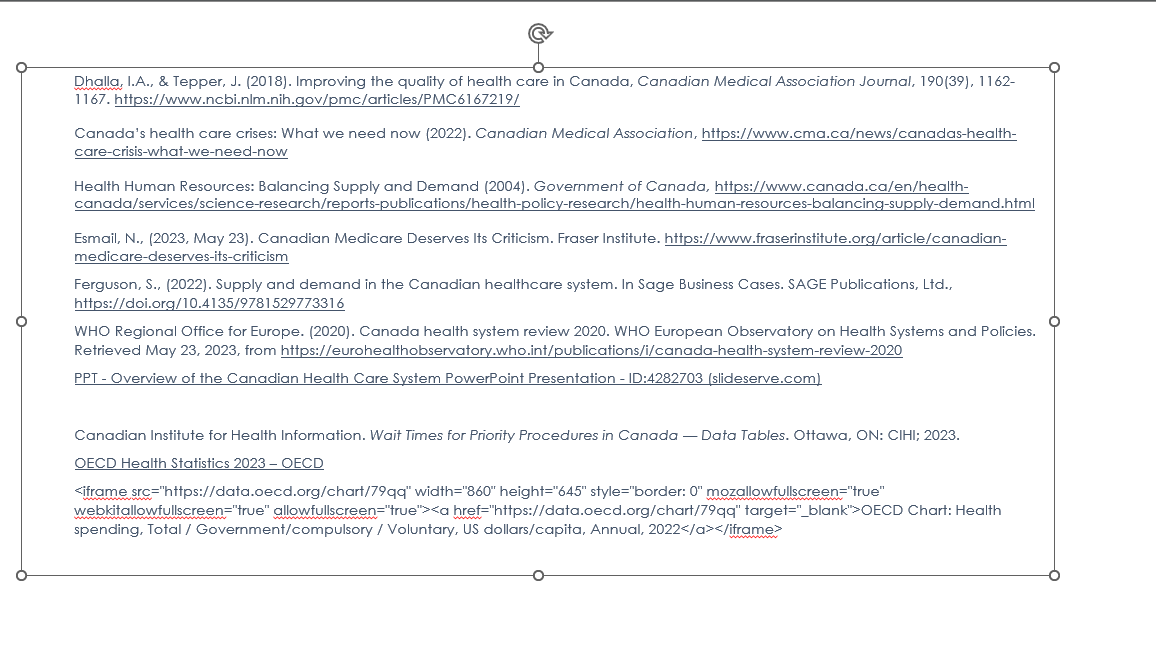 Dhalla, I.A., & Tepper, J. (2018). Improving the quality of health care in Canada, Canadian Medical Association Journal, 190(39), 1162-
1167. https://www.ncbi.nlm.nih.gov/pmc/articles/PMC6167219/
Canada's health care crises: What we need now (2022). Canadian Medical Association, https://www.cma.ca/news/canadas-health-
care-crisis-what-we-need-now
Health Human Resources: Balancing Supply and Demand (2004). Government of Canada, https://www.canada.ca/en/health-
canada/services/science-research/reports-publications/health-policy-research/health-human-resources-balancing-supply-demand.html
Esmail, N., (2023, May 23). Canadian Medicare Deserves Its Criticism. Fraser Institute. https://www.fraserinstitute.org/article/canadian-
medicare-deserves-its-criticism
Ferguson, S., (2022). Supply and demand in the Canadian healthcare system. In Sage Business Cases. SAGE Publications, Ltd.,
https://doi.org/10.4135/9781529773316
WHO Regional Office for Europe. (2020). Canada health system review 2020. WHO European Observatory on Health Systems and Policies.
Retrieved May 23, 2023, from https://eurohealthobservatory.who.int/publications/i/canada-health-system-review-2020
PPT - Overview of the Canadian Health Care System PowerPoint Presentation - ID:4282703 (slideserve.com)
Canadian Institute for Health Information. Wait Times for Priority Procedures in Canada — Data Tables. Ottawa, ON: CIHI; 2023.
OECD Health Statistics 2023 – OECD
<iframe src="https://data.oecd.org/chart/79qq" width="860" height="645" style="border: 0" mozallowfullscreen="true"
webkitallowfullscreen="true" allowfullscreen="true"><a href="https://data.oecd.org/chart/79qq" target="_blank">OECD Chart: Health
spending, Total / Government/compulsory / Voluntary, US dollars/capita, Annual, 2022</a></iframe>